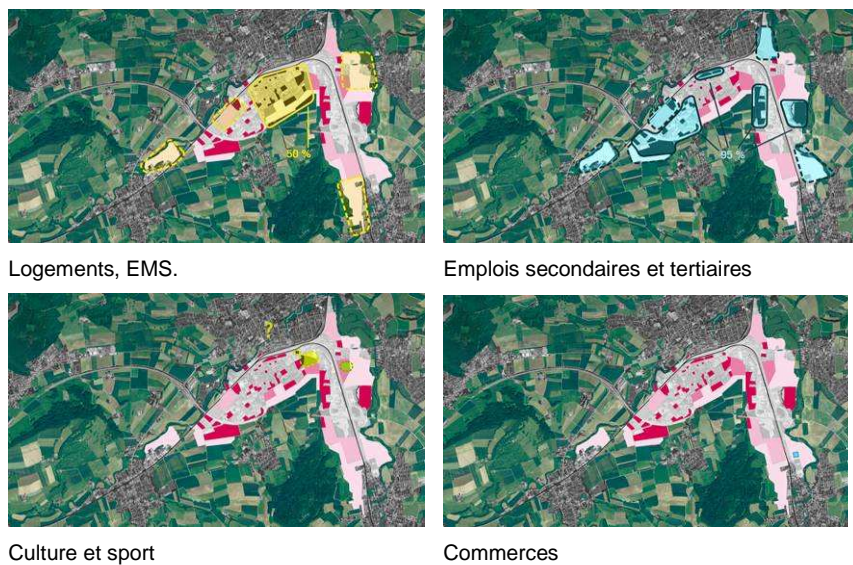 50 %
95 %
Logements, EMS.
Emplois secondaires et tertiaires
?
Culture et sport
Commerces